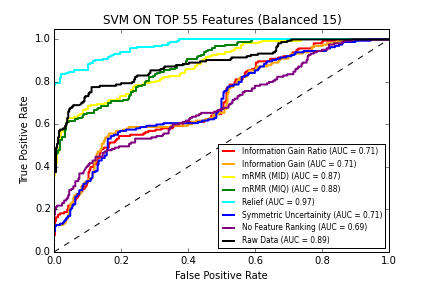 SVM ON TOP 55 Features (Balanced 15)
True Positive Rate
1.0
0.8
0.6
0.4
0.2
0.0
Information Gain Ratio (AUC = 0.71)
Information Gain (AUC = 0.71)
mRMR (MID) (AUC = 0.87)
mRMR (MIQ) (AUC = 0.88)
Relief (AUC = 0.97)
Symmetric Uncertainity (AUC = 0.71)
No Feature Ranking (AUC = 0.69)
Raw Data (AUC = 0.89)
0.0 0.2 0.4 0.6 0.8 1.0
False Positive Rate